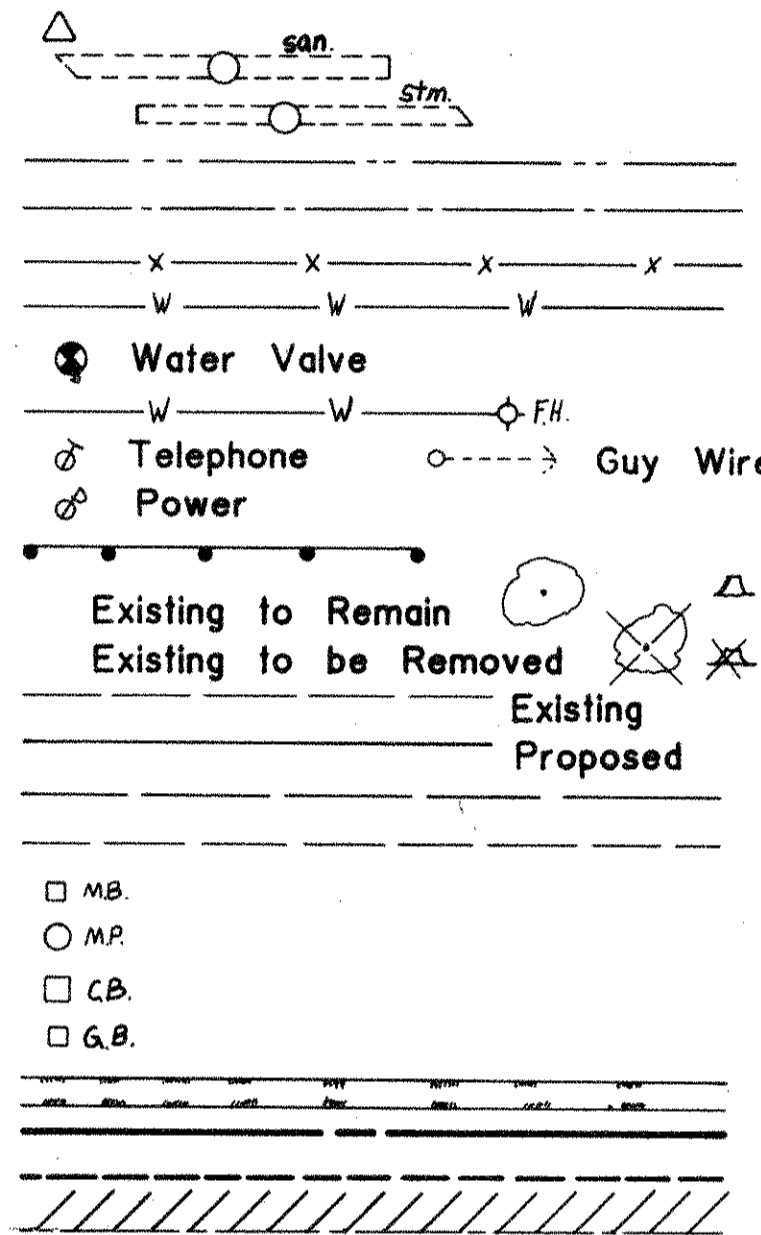 san.
stm.
X X X X
W W W
Water Valve
W W F.H.
Telephone Guy Wire
Power
Existing to Remain
Existing to be Removed
Existing
Proposed
M.B.
M.P.
C.B.
G.B.